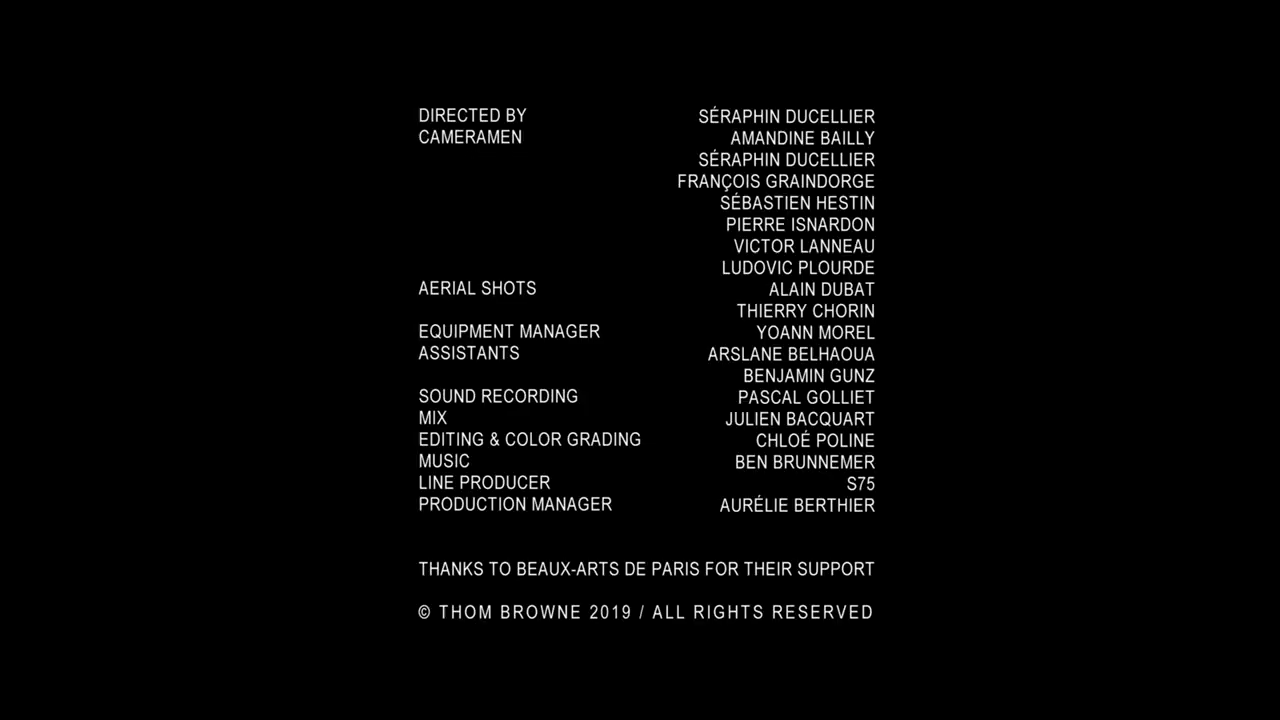 DIRECTED BY SÉRAPHIN DUCELLIER
CAMERAMEN AMANDINE BAILLY
SÉRAPHIN DUCELLIER
FRANÇOIS GRAINDORGE
SÉBASTIEN HESTIN
PIERRE ISNARDON
VICTOR LANNEAU
LUDOVIC PLOURDE
AERIAL SHOTS ALAIN DUBAT
THIERRY CHORIN
EQUIPMENT MANAGER YOANN MOREL
ASSISTANTS ARSLANE BELHAOUA
BENJAMIN GUNZ
SOUND RECORDING PASCAL GOLLIET
MIX JULIEN BACQUART
EDITING & COLOR GRADING CHLOÉ POLINE
MUSIC BEN BRUNNEMER
LINE PRODUCER S75
PRODUCTION MANAGER AURÉLIE BERTHIER
THANKS TO BEAUX-ARTS DE PARIS FOR THEIR SUPPORT
© THOM BROWNE 2019 / ALL RIGHTS RESERVED